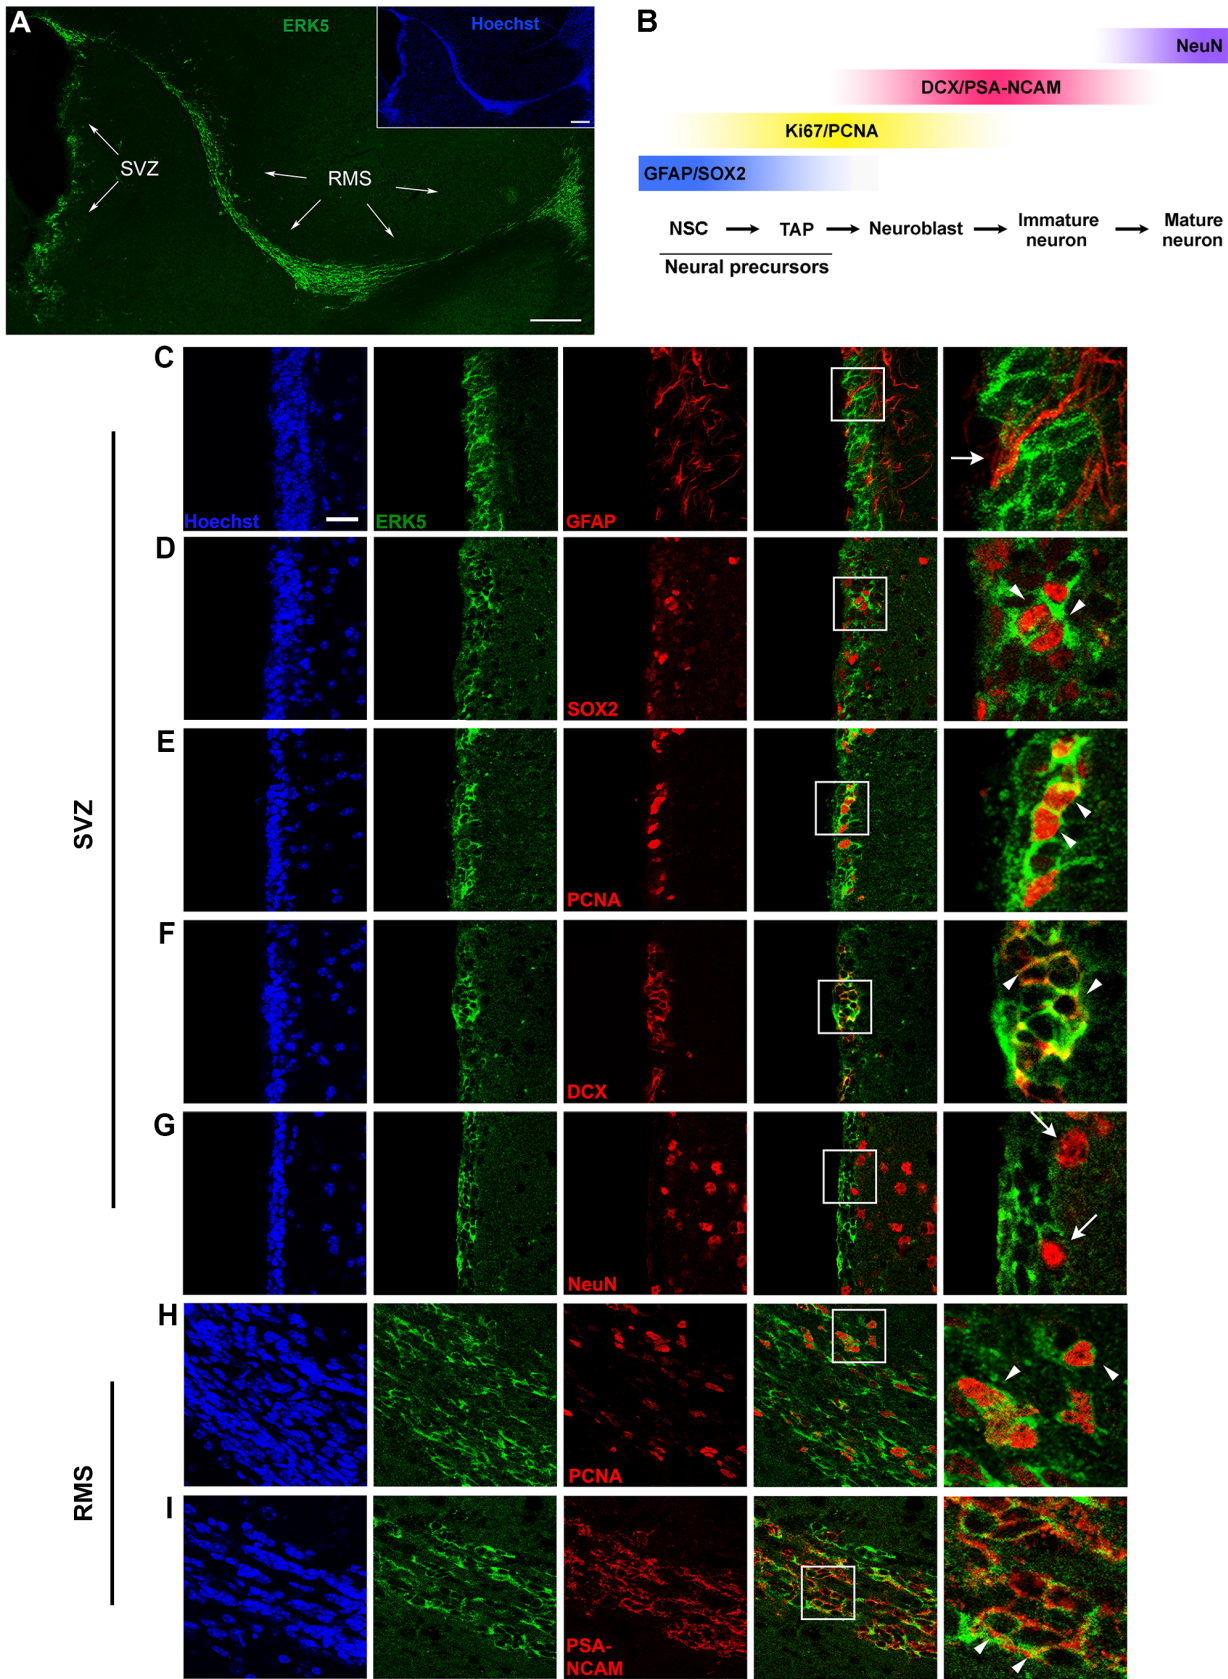 A
ERK5
Hoechst
SVZ
RMS
B
NeuN
DCX/PSA-NCAM
Ki67/PCNA
GFAP/SOX2
NSC
TAP
Neuroblast
Immature
neuron
Mature
neuron
Neural precursors
SVZ
C
Hoechst
ERK5
GFAP
D
SOX2
E
PCNA
F
DCX
G
NeuN
RMS
H
PCNA
I
PSA-
NCAM